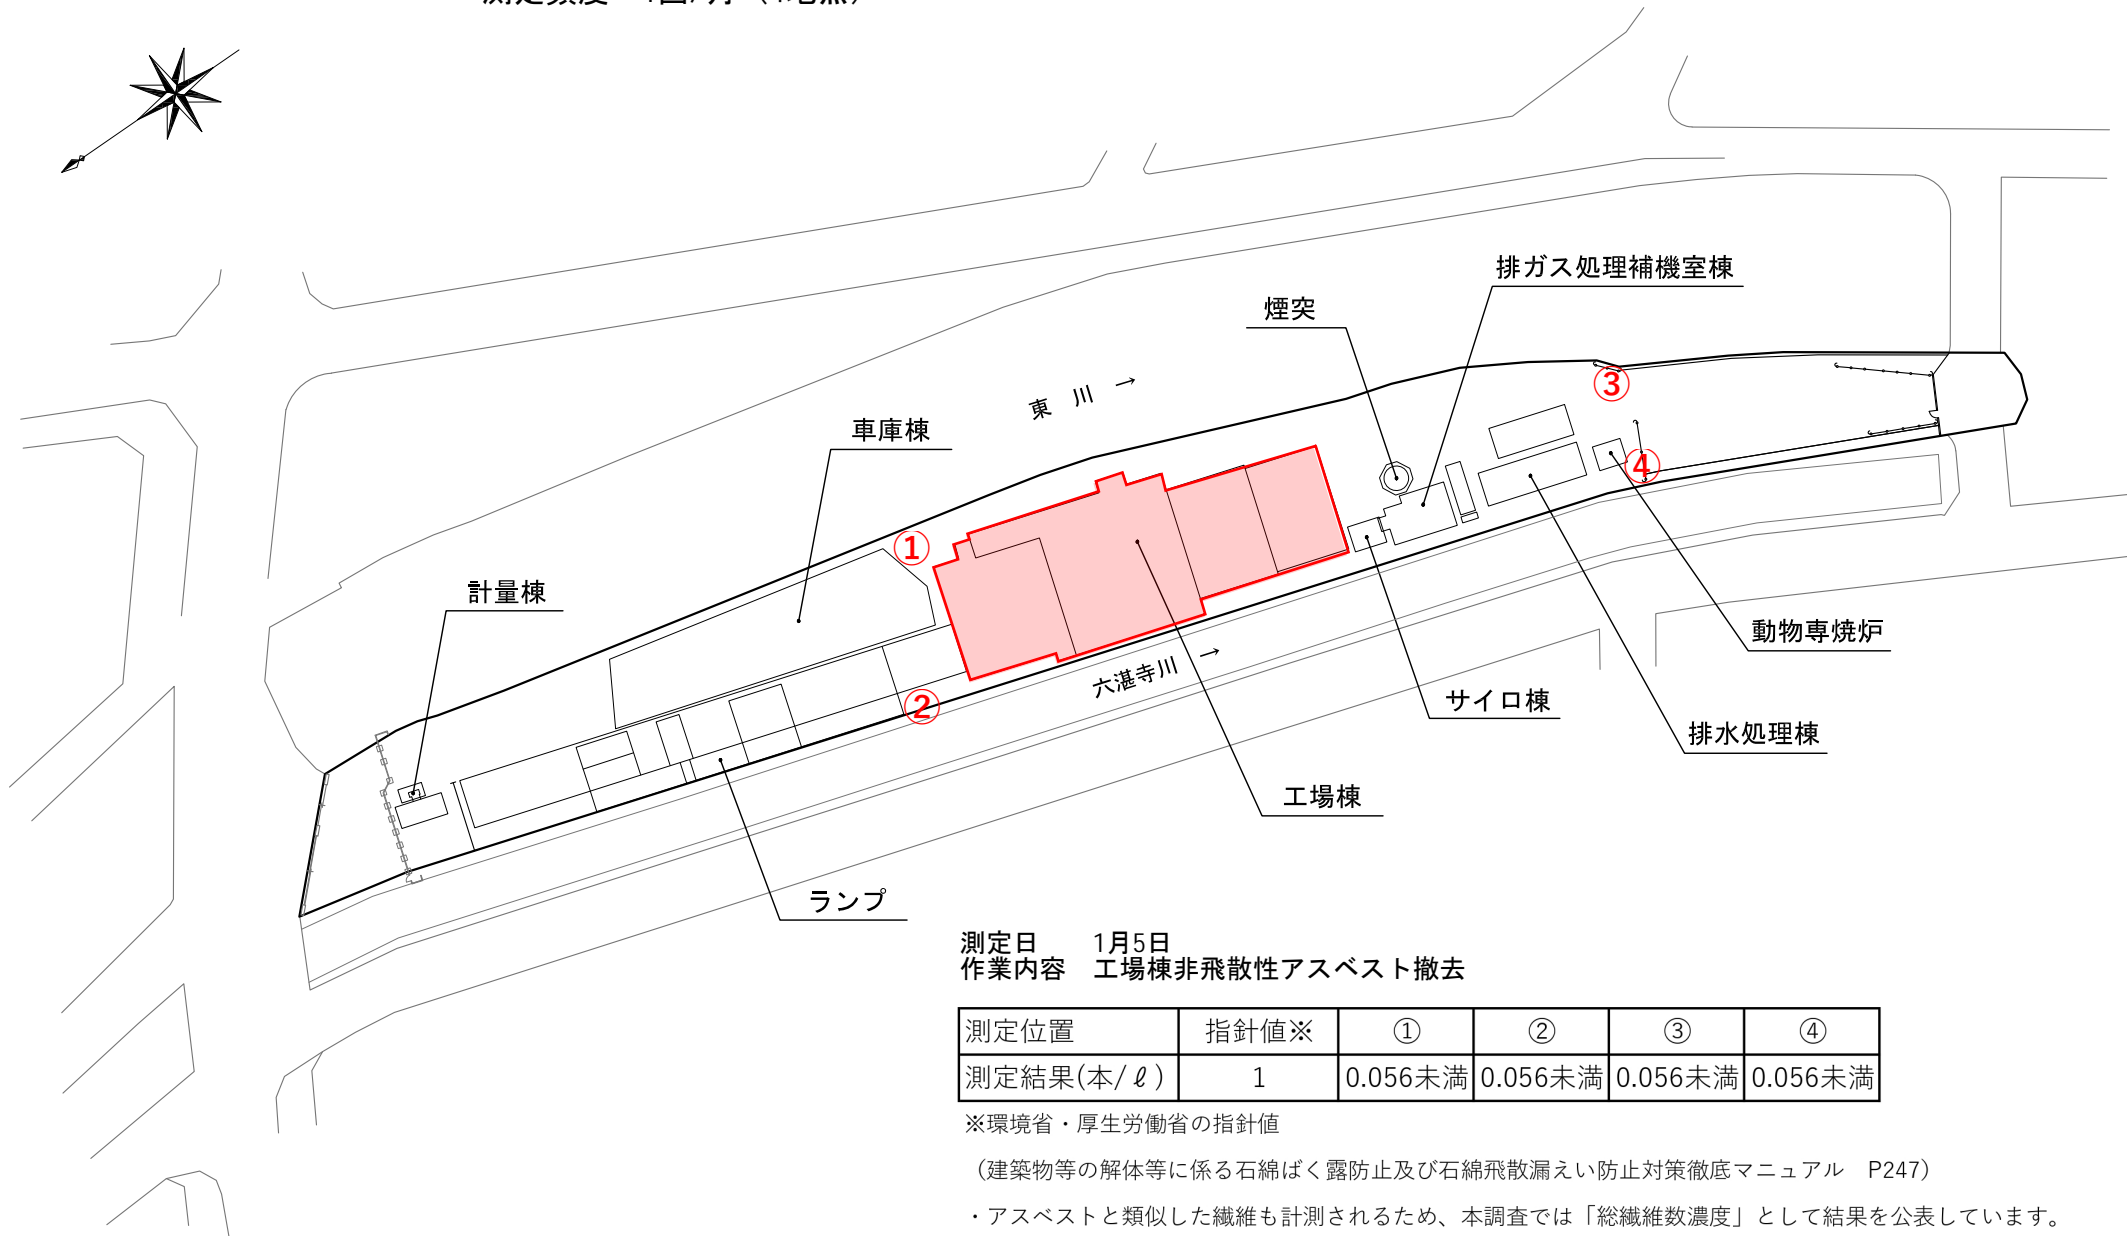 測定頻度 1回/月（4地点）
排ガス処理補機室棟
煙突
③
東 川 →
車庫棟
④
①
計量棟
動物専焼炉
六湛寺川 →
サイロ棟
②
排水処理棟
工場棟
ランプ
測定日 1月5日
作業内容 工場棟非飛散性アスベスト撤去
測定位置 指針値※ ① ② ③ ④
測定結果(本/ℓ) 1 0.056未満 0.056未満 0.056未満 0.056未満
※環境省・厚生労働省の指針値
（建築物等の解体等に係る石綿ばく露防止及び石綿飛散漏えい防止対策徹底マニュアル P247）
・アスベストと類似した繊維も計測されるため、本調査では「総繊維数濃度」として結果を公表しています。